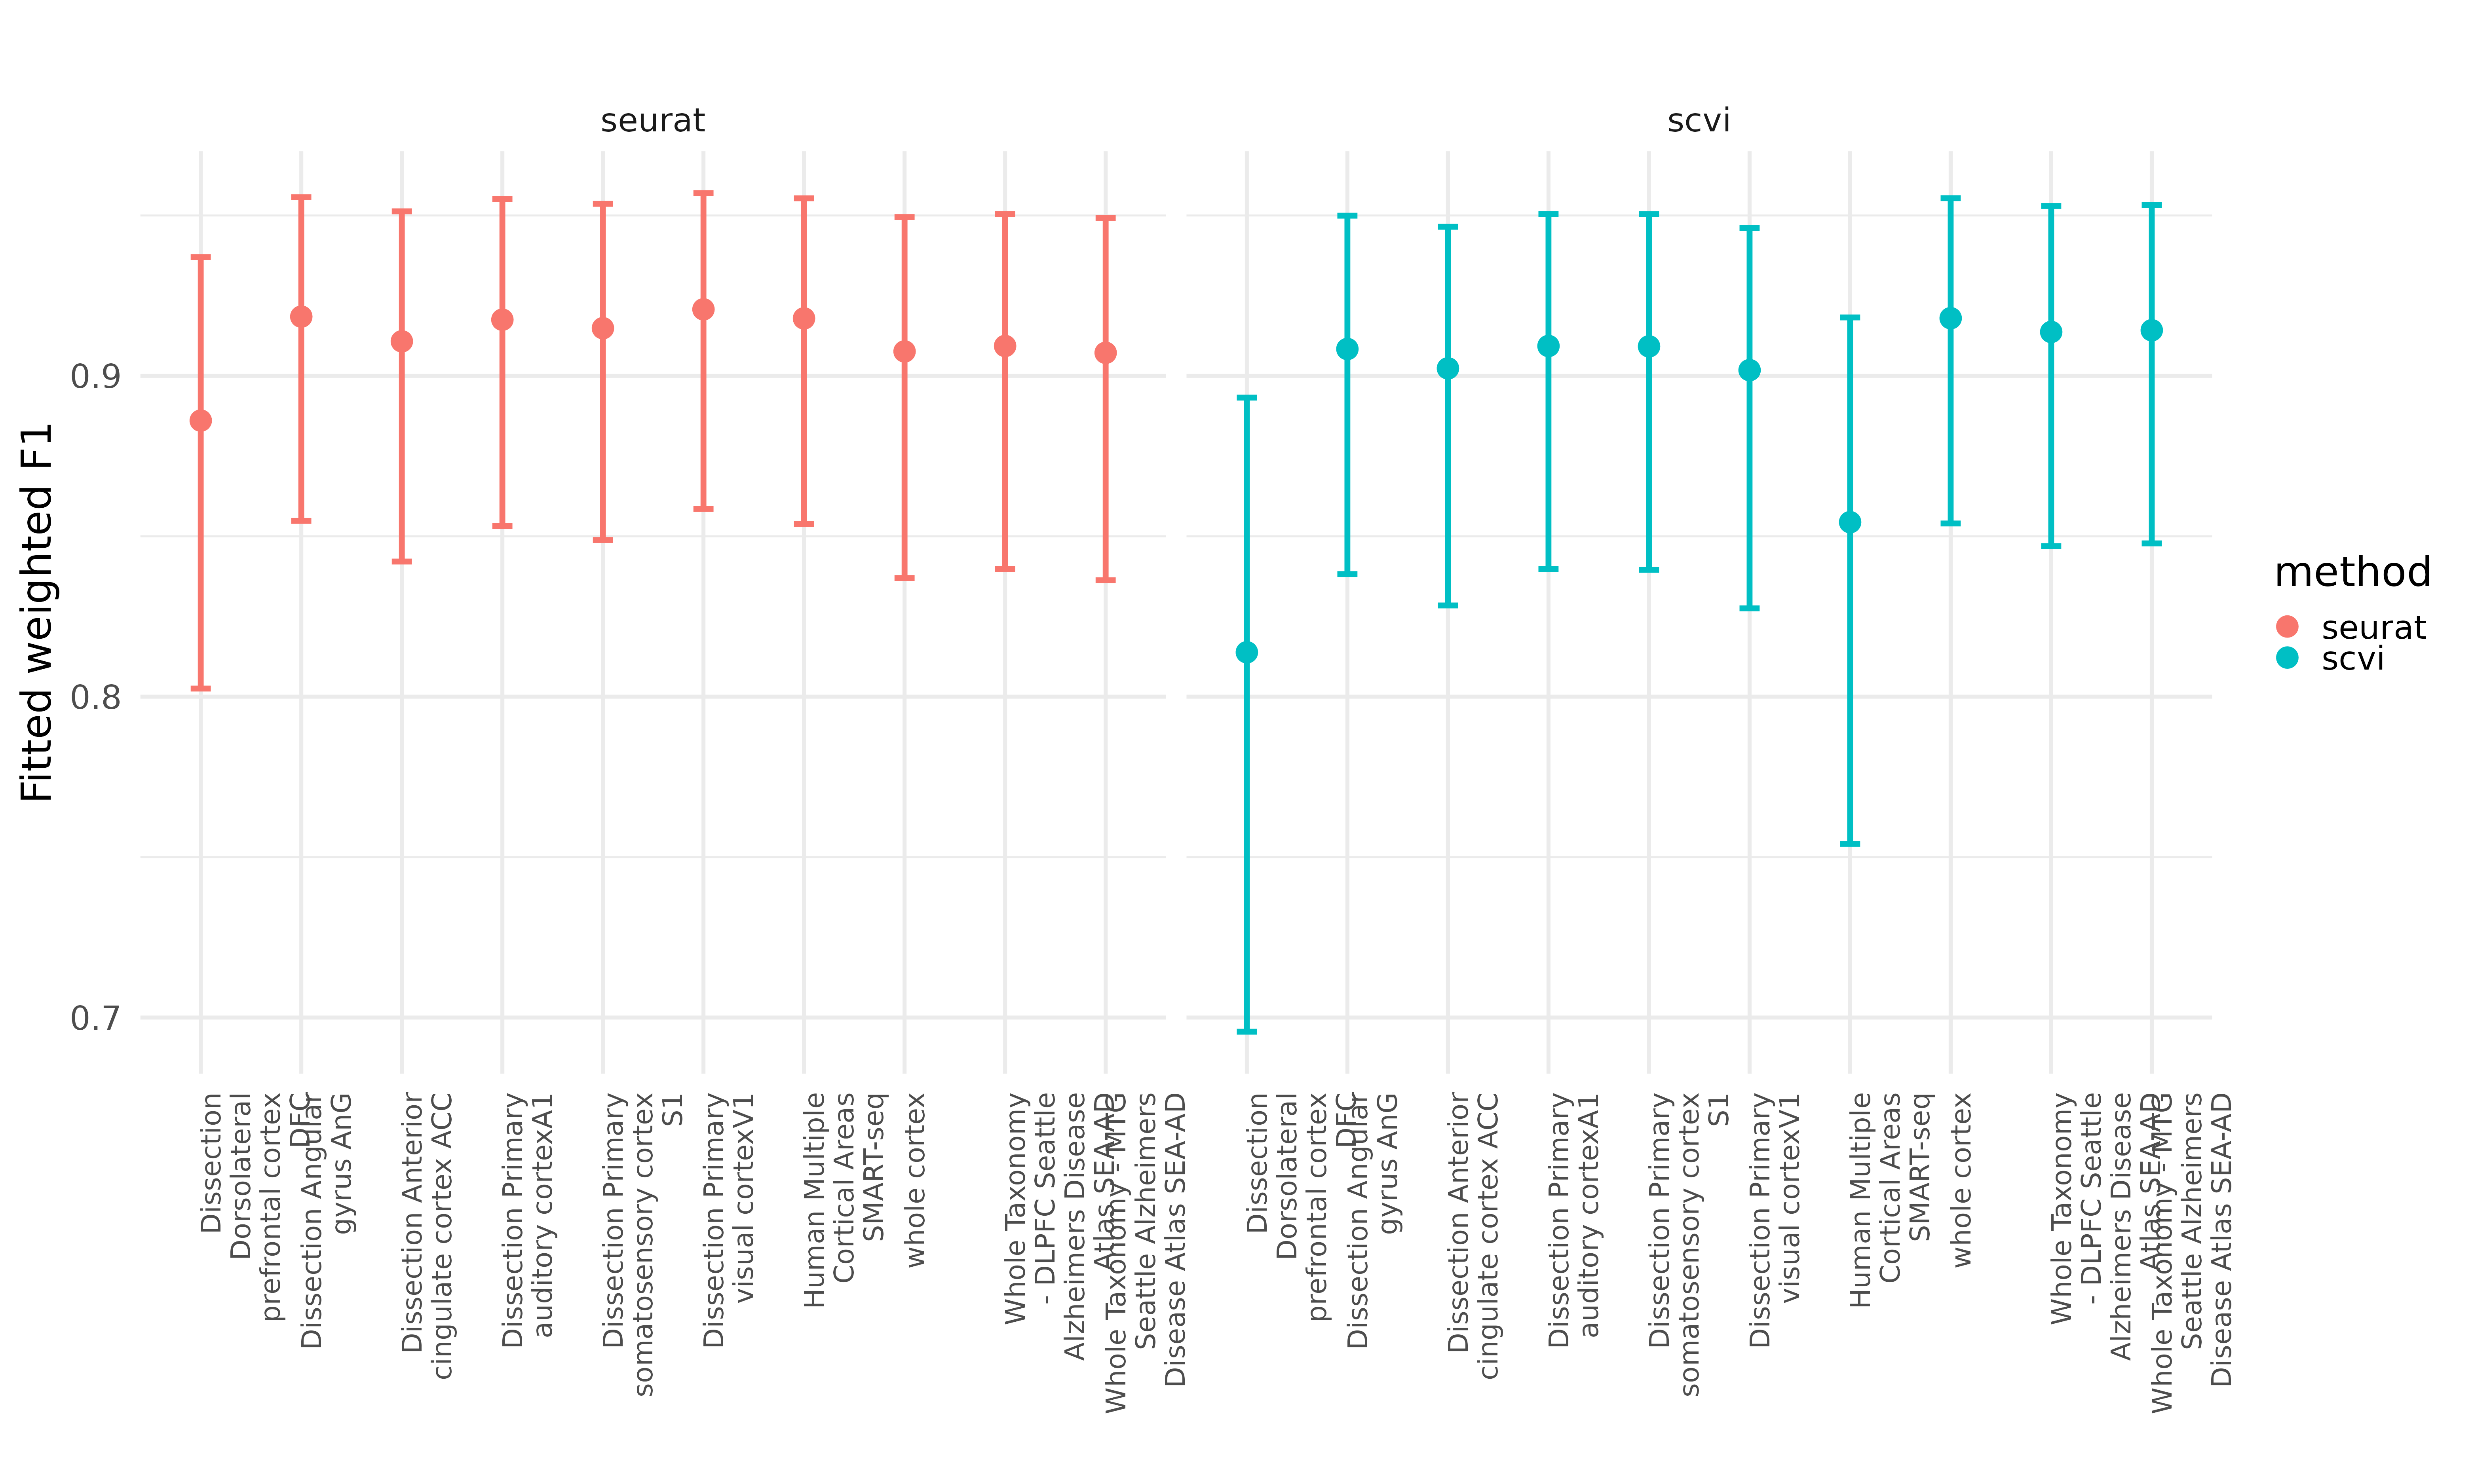 seurat
scvi
Fitted weighted F1
0.9
0.8
0.7
Dissection
Dorsolateral
prefrontal cortex
DFC
Dissection Angular
gyrus AnG
Dissection Anterior
cingulate cortex ACC
Dissection Primary
auditory cortexA1
Dissection Primary
somatosensory cortex
S1
Dissection Primary
visual cortexV1
Human Multiple
Cortical Areas
SMART-seq
whole cortex
Whole Taxonomy
- DLPFC Seattle
Alzheimers Disease
Atlas SEA-AD
Whole Taxonomy - MTG
Seattle Alzheimers
Disease Atlas SEA-AD
Dissection
Dorsolateral
prefrontal cortex
DFC
Dissection Angular
gyrus AnG
Dissection Anterior
cingulate cortex ACC
Dissection Primary
auditory cortexA1
Dissection Primary
somatosensory cortex
S1
Dissection Primary
visual cortexV1
Human Multiple
Cortical Areas
SMART-seq
whole cortex
Whole Taxonomy
- DLPFC Seattle
Alzheimers Disease
Atlas SEA-AD
Whole Taxonomy - MTG
Seattle Alzheimers
Disease Atlas SEA-AD
method
seurat
scvi